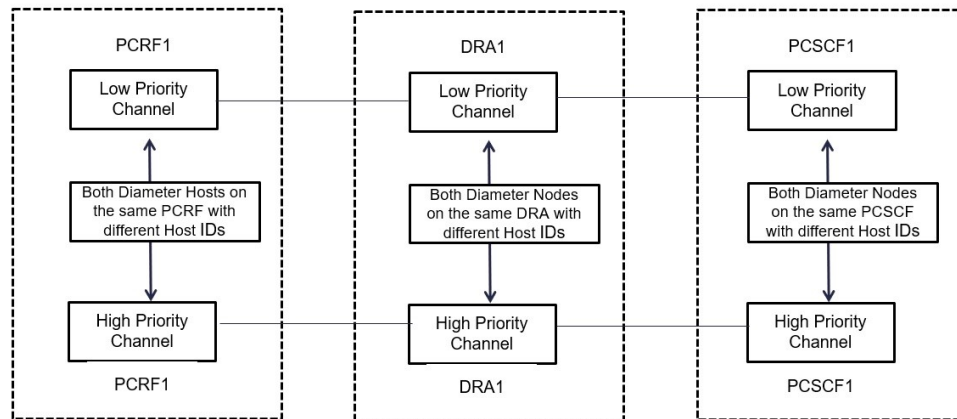 PCRF1
Low Priority
Channel
Both Diameter Hosts on
the same PCRF with
different Host IDs
High Priority
Channel
PCRF1
DRA1
Low Priority
Channel
Both Diameter Nodes
on the same DRA with
different Host IDs
High Priority
Channel
DRA1
PCSCF1
Low Priority
Channel
Both Diameter Nodes
on the same PCSCF
with different Host IDs
High Priority
Channel
PCSCF1